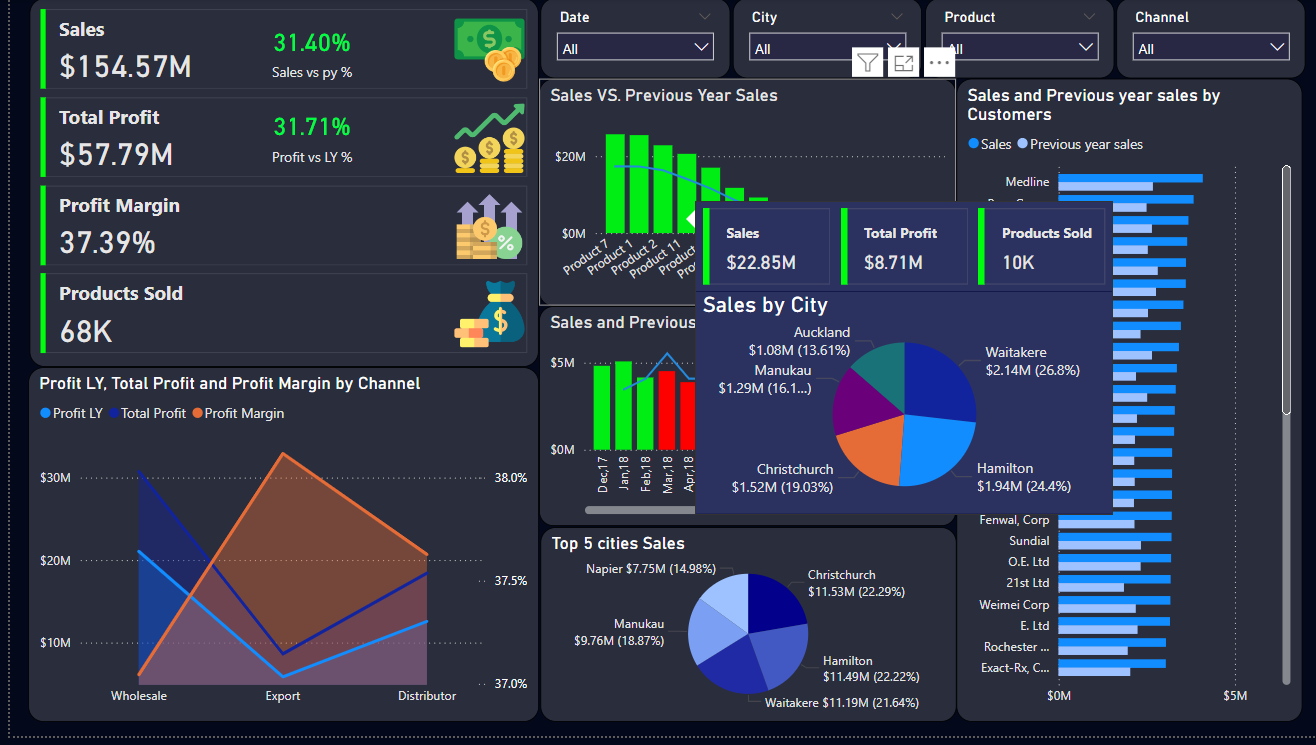 Sales
$154.57M
31.40%
Sales vs py %
Total Profit
$57.79M
31.71%
Profit vs LY %
Profit Margin
37.39%
Products Sold
68K
Date
All
City
All
Product
All
Channel
All
Sales VS. Previous Year Sales
$20M
$0M
Product 7
Product 1
Product 2
Product 11
Sales
$22.85M
Total Profit
$8.71M
Products Sold
10K
Sales by City
Auckland
$1.08M (13.61%)
Manukau
$1.29M (16.1...)
Christchurch
$1.52M (19.03%)
Waitakere
$2.14M (26.8%)
Hamilton
$1.94M (24.4%)
Sales and Previous
$5M
$0M
Dec,17
Jan,18
Feb,18
Mar,18
Apr,18
Profit LY, Total Profit and Profit Margin by Channel
Profit LY Total Profit Profit Margin
$30M
$20M
$10M
38.0%
37.5%
37.0%
Wholesale
Export
Distributor
Top 5 cities Sales
Napier $7.75M (14.98%)
Christchurch
$11.53M (22.29%)
Manukau
$9.76M (18.87%)
Hamilton
$11.49M (22.22%)
Waitakere $11.19M (21.64%)
Sales and Previous year sales by
Customers
Sales Previous year sales
Medline
Fenwal, Corp
Sundial
O.E. Ltd
21st Ltd
Weimei Corp
E. Ltd
Rochester ...
Exact-Rx, C...
$0M
$5M